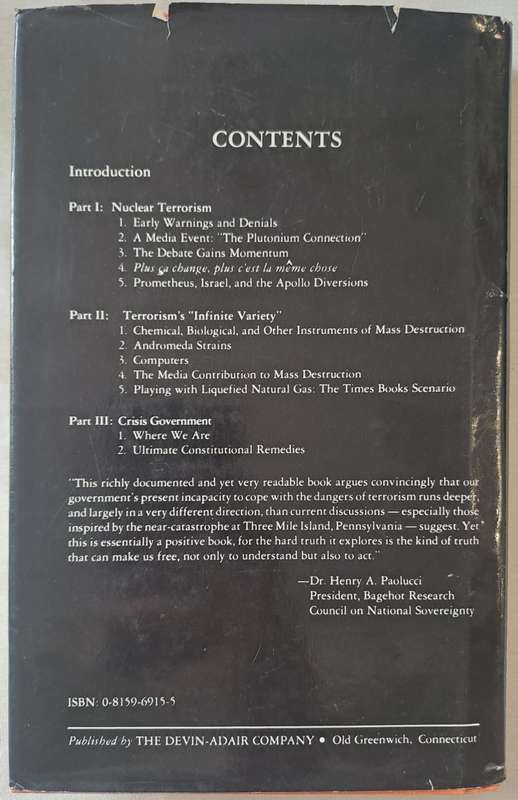 CONTENTS
Introduction
Part I: Nuclear Terrorism
1. Early Warnings and Denials
2. A Media Event: "The Plutonium Connection"
3. The Debate Gains Momentum
4. Plus ça change, plus c'est la même chose
5. Prometheus, Israel, and the Apollo Diversions
Part II: Terrorism's "Infinite Variety"
1. Chemical, Biological, and Other Instruments of Mass Destruction
2. Andromeda Strains
3. Computers
4. The Media Contribution to Mass Destruction
5. Playing with Liquefied Natural Gas: The Times Books Scenario
Part III: Crisis Government
1. Where We Are
2. Ultimate Constitutional Remedies
"This richly documented and yet very readable book argues convincingly that our
government's present incapacity to cope with the dangers of terrorism runs deeper,
and largely in a very different direction, than current discussions — especially those
inspired by the near-catastrophe at Three Mile Island, Pennsylvania — suggest. Yet
this is essentially a positive book, for the hard truth it explores is the kind of truth
that can make us free, not only to understand but also to act."
—Dr. Henry A. Paolucci
President, Bagehot Research
Council on National Sovereignty
ISBN: 0-8159-6915-5
Published by THE DEVIN-ADAIR COMPANY • Old Greenwich, Connecticut